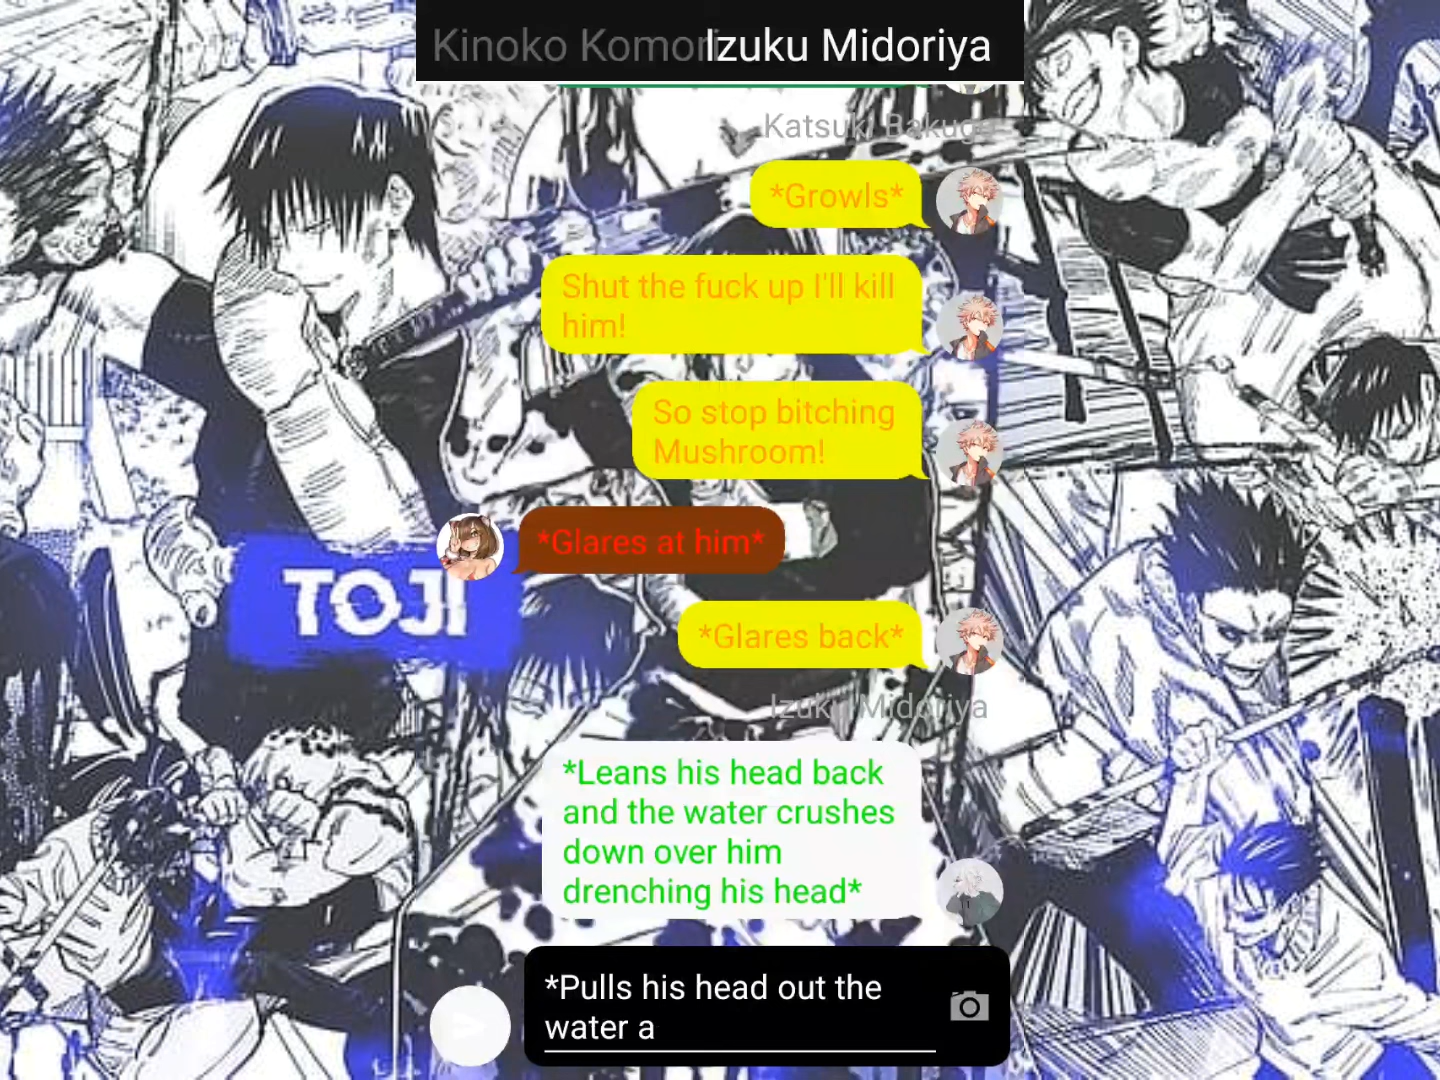 Kinoko Komori Izuku Midoriya
Katsuki Bakugo
*Growls*
Shut the fuck up I'll kill
him!
So stop bitching
Mushroom!
*Glares at him*
TOJI
*Glares back*
Izuku Midoriya
*Leans his head back
and the water crushes
down over him
drenching his head*
*Pulls his head out the
water a